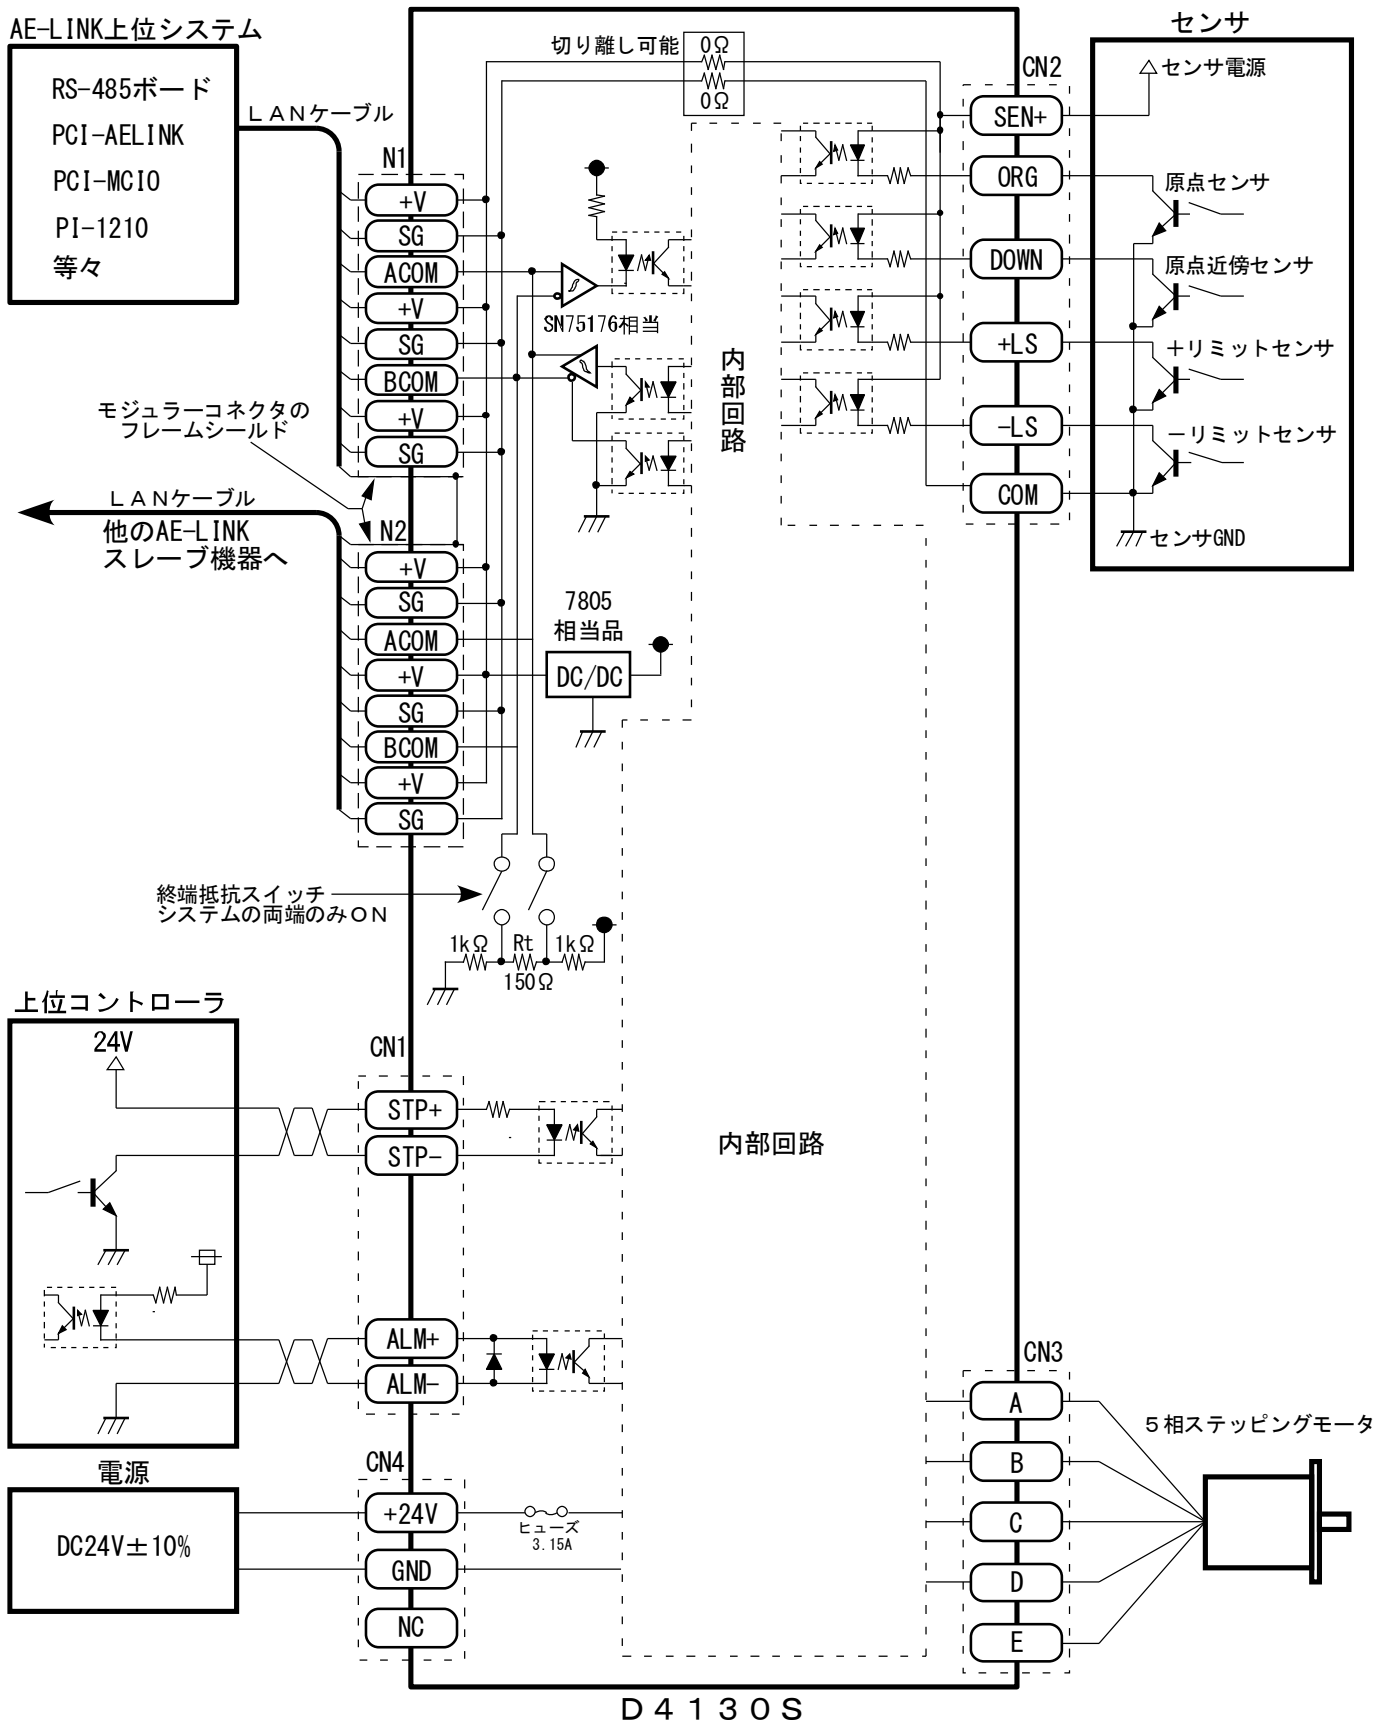 AE-LINK上位システム
RS-485ボード
PCI-AELINK
PCI-MCIO
PI-1210
等々
LANケーブル
切り離し可能
0Ω
0Ω
N1
+V
SG
ACOM
+V
SG
BCOM
+V
SG
SN75176相当
モジュラーコネクタの
フレームシールド
LANケーブル
他のAE-LINK
スレーブ機器へ
N2
+V
SG
ACOM
+V
SG
BCOM
+V
SG
7805
相当品
DC/DC
内部回路
CN2
SEN+
ORG
DOWN
+LS
-LS
COM
センサ
センサ電源
原点センサ
原点近傍センサ
+リミットセンサ
-リミットセンサ
センサGND
終端抵抗スイッチ
システムの両端のみON
1kΩ
Rt
1kΩ
150Ω
上位コントローラ
24V
CN1
STP+
STP-
ALM+
ALM-
内部回路
電源
DC24V±10%
CN4
+24V
GND
NC
ヒューズ
3.15A
CN3
A
B
C
D
E
5相ステッピングモータ
D4130S